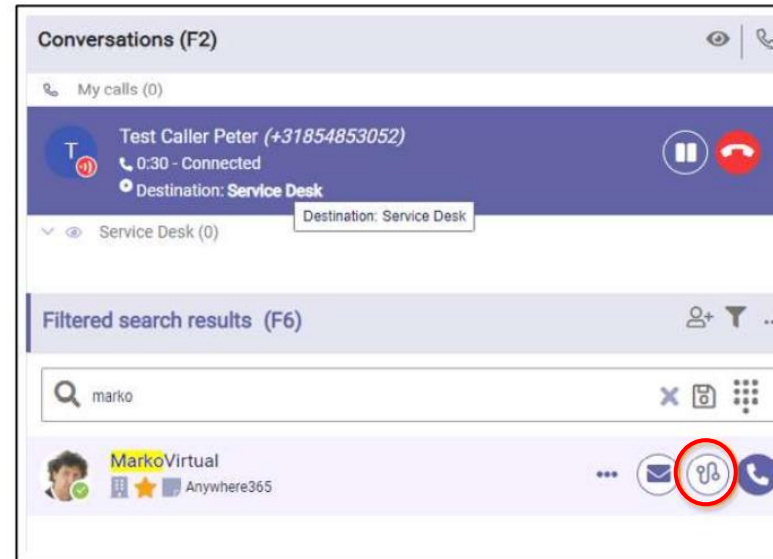 Conversations (F2)
My calls (0)
T
Test Caller Peter (+31854853052)
0:30 - Connected
Destination: Service Desk
Destination: Service Desk
Service Desk (0)
Filtered search results (F6)
marko
MarkoVirtual
Anywhere365